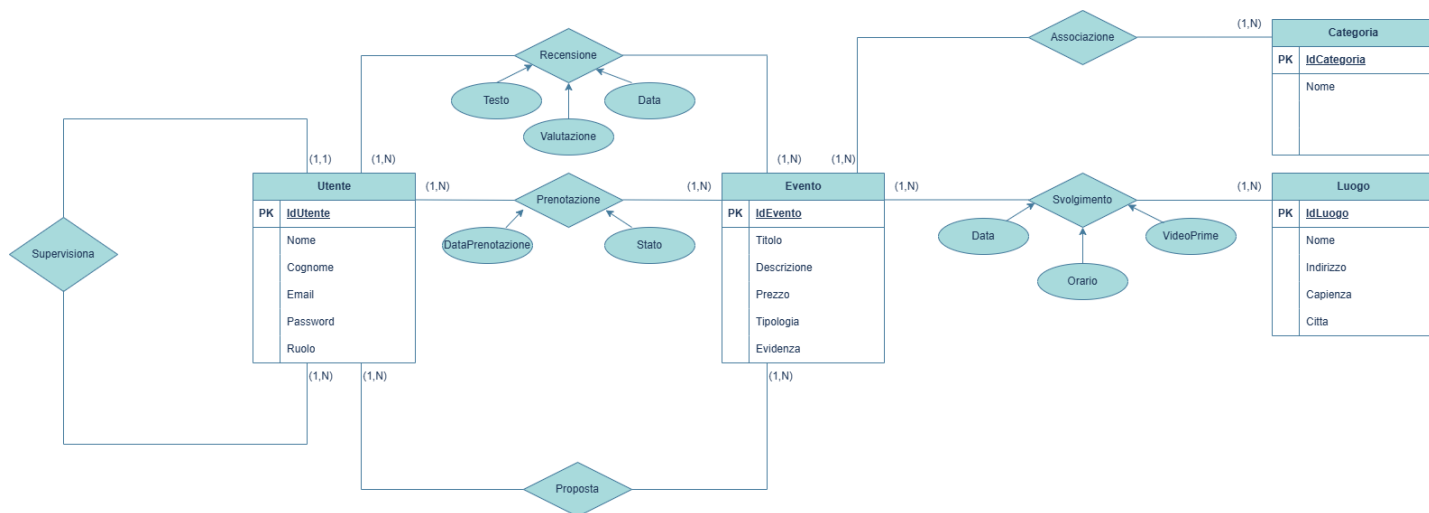 Associazione
(1,N)
Categoria
PK IdCategoria
Nome
Recensione
Testo
Data
Valutazione
(1,1)
(1,N)
(1,N)
(1,N)
Utente
PK IdUtente
Nome
Cognome
Email
Password
Ruolo
(1,N)
Prenotazione
(1,N)
DataPrenotazione
Stato
Evento
PK IdEvento
Titolo
Descrizione
Prezzo
Tipologia
Evidenza
(1,N)
Svolgimento
(1,N)
Data
VideoPrime
Orario
Luogo
PK IdLuogo
Nome
Indirizzo
Capienza
Citta
Supervisiona
(1,N)
(1,N)
(1,N)
Proposta